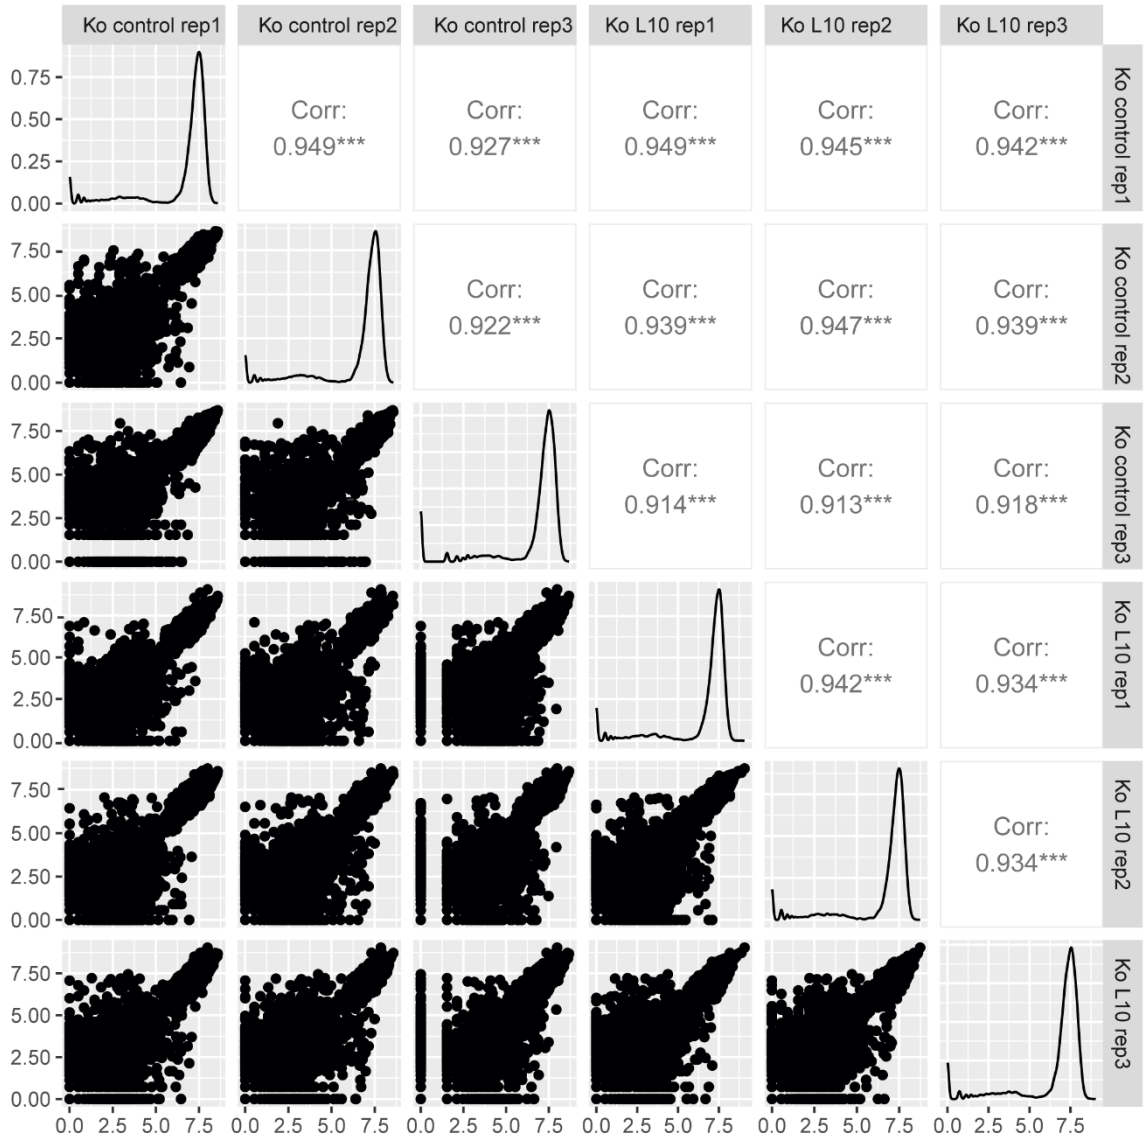 Ko control rep1 Ko control rep2 Ko control rep3 Ko L10 rep1 Ko L10 rep2 Ko L10 rep3
0.75
0.50
0.25
0.00
Corr:
0.949***
Corr:
0.927***
Corr:
0.949***
Corr:
0.945***
Corr:
0.942***
Ko control rep1
7.50
5.00
2.50
0.00
Corr:
0.922***
Corr:
0.939***
Corr:
0.947***
Corr:
0.939***
Ko control rep2
7.50
5.00
2.50
0.00
Corr:
0.914***
Corr:
0.913***
Corr:
0.918***
Ko control rep3
7.50
5.00
2.50
0.00
Corr:
0.942***
Corr:
0.934***
Ko L10 rep1
7.50
5.00
2.50
0.00
Corr:
0.934***
Ko L10 rep2
7.50
5.00
2.50
0.00
Ko L10 rep3
0.0 2.5 5.0 7.5 0.0 2.5 5.0 7.5 0.0 2.5 5.0 7.5 0.0 2.5 5.0 7.5 0.0 2.5 5.0 7.5 0.0 2.5 5.0 7.5